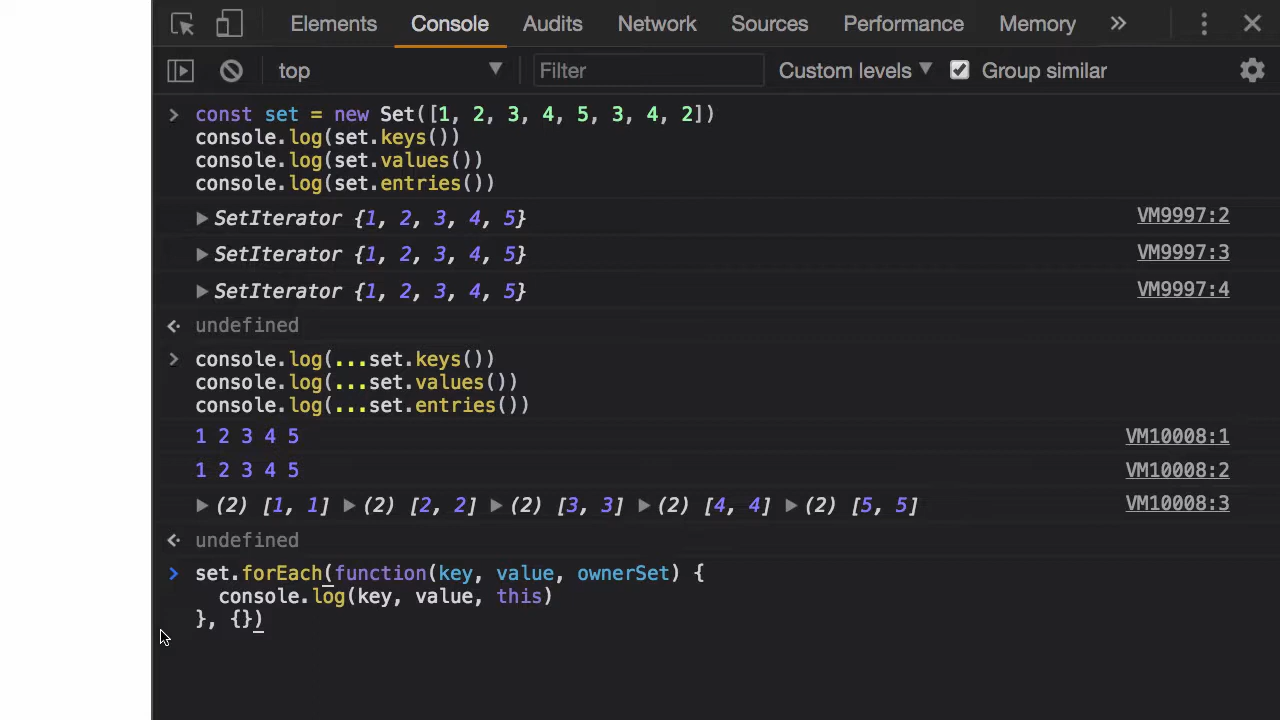 Elements Console Audits Network Sources Performance Memory »
top Filter Custom levels Group similar
> const set = new Set([1, 2, 3, 4, 5, 3, 4, 2])
console.log(set.keys())
console.log(set.values())
console.log(set.entries())
SetIterator {1, 2, 3, 4, 5} VM9997:2
SetIterator {1, 2, 3, 4, 5} VM9997:3
SetIterator {1, 2, 3, 4, 5} VM9997:4
undefined
> console.log(...set.keys())
console.log(...set.values())
console.log(...set.entries())
1 2 3 4 5 VM10008:1
1 2 3 4 5 VM10008:2
(2) [1, 1] (2) [2, 2] (2) [3, 3] (2) [4, 4] (2) [5, 5] VM10008:3
undefined
> set.forEach(function(key, value, ownerSet) {
console.log(key, value, this)
}, {})